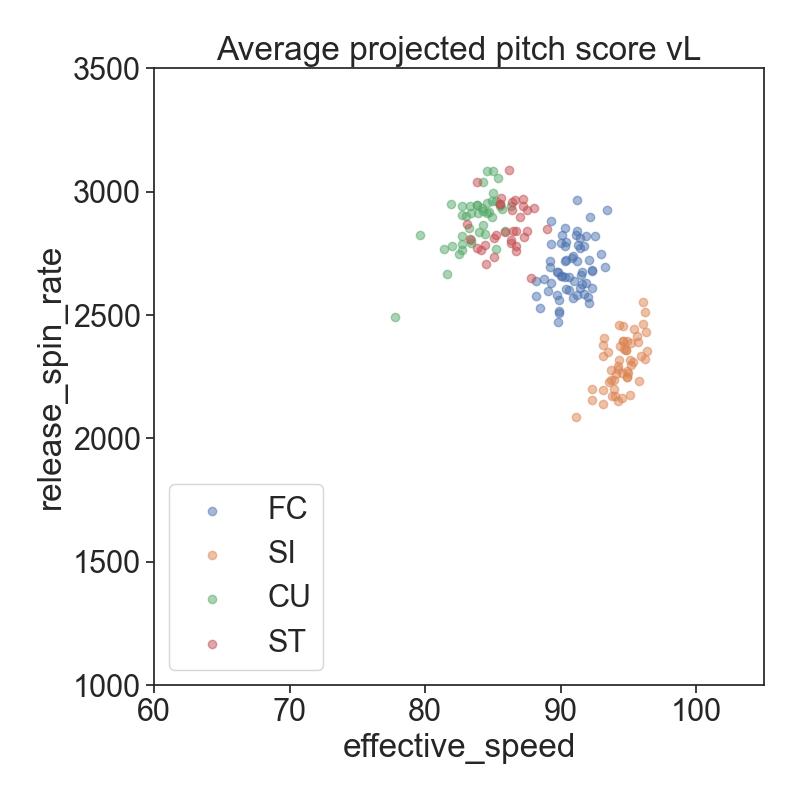 Average projected pitch score vL
3500
3000
2500
2000
1500
1000
release_spin_rate
FC
SI
CU
ST
60 70 80 90 100
effective_speed